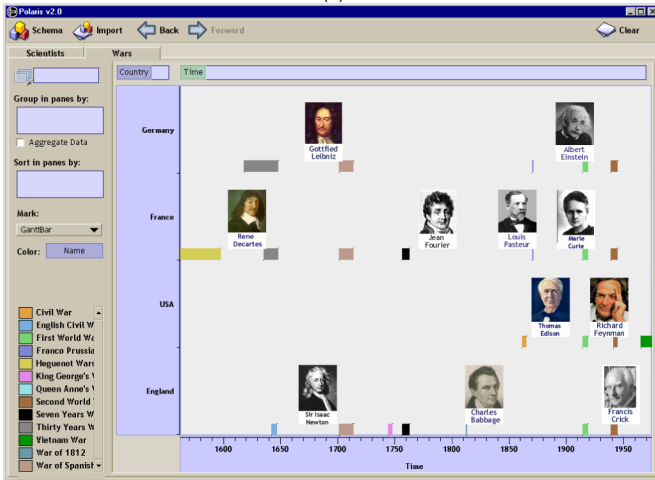 Polaris v2.0
Schema Import Back Forward Clear
Scientists Wars
Country Time
Group in panes by:
Aggregate Data
Sort in panes by:
Mark:
GanttBar
Color: Name
Civil War
English Civil W
First World Wa
Franco Prussia
Heguenot Wars
King George's
Queen Anne's
Second World
Seven Years W
Thirty Years W
Vietnam War
War of 1812
War of Spanish
Germany
Gottfied
Leibniz
Albert
Einstein
France
Rene
Decartes
Jean
Fourier
Louis
Pasteur
Marie
Curie
USA
Thomas
Edison
Richard
Feynman
England
Sir Isaac
Newton
Charles
Babbage
Francis
Crick
1600 1650 1700 1750 1800 1850 1900 1950
Time